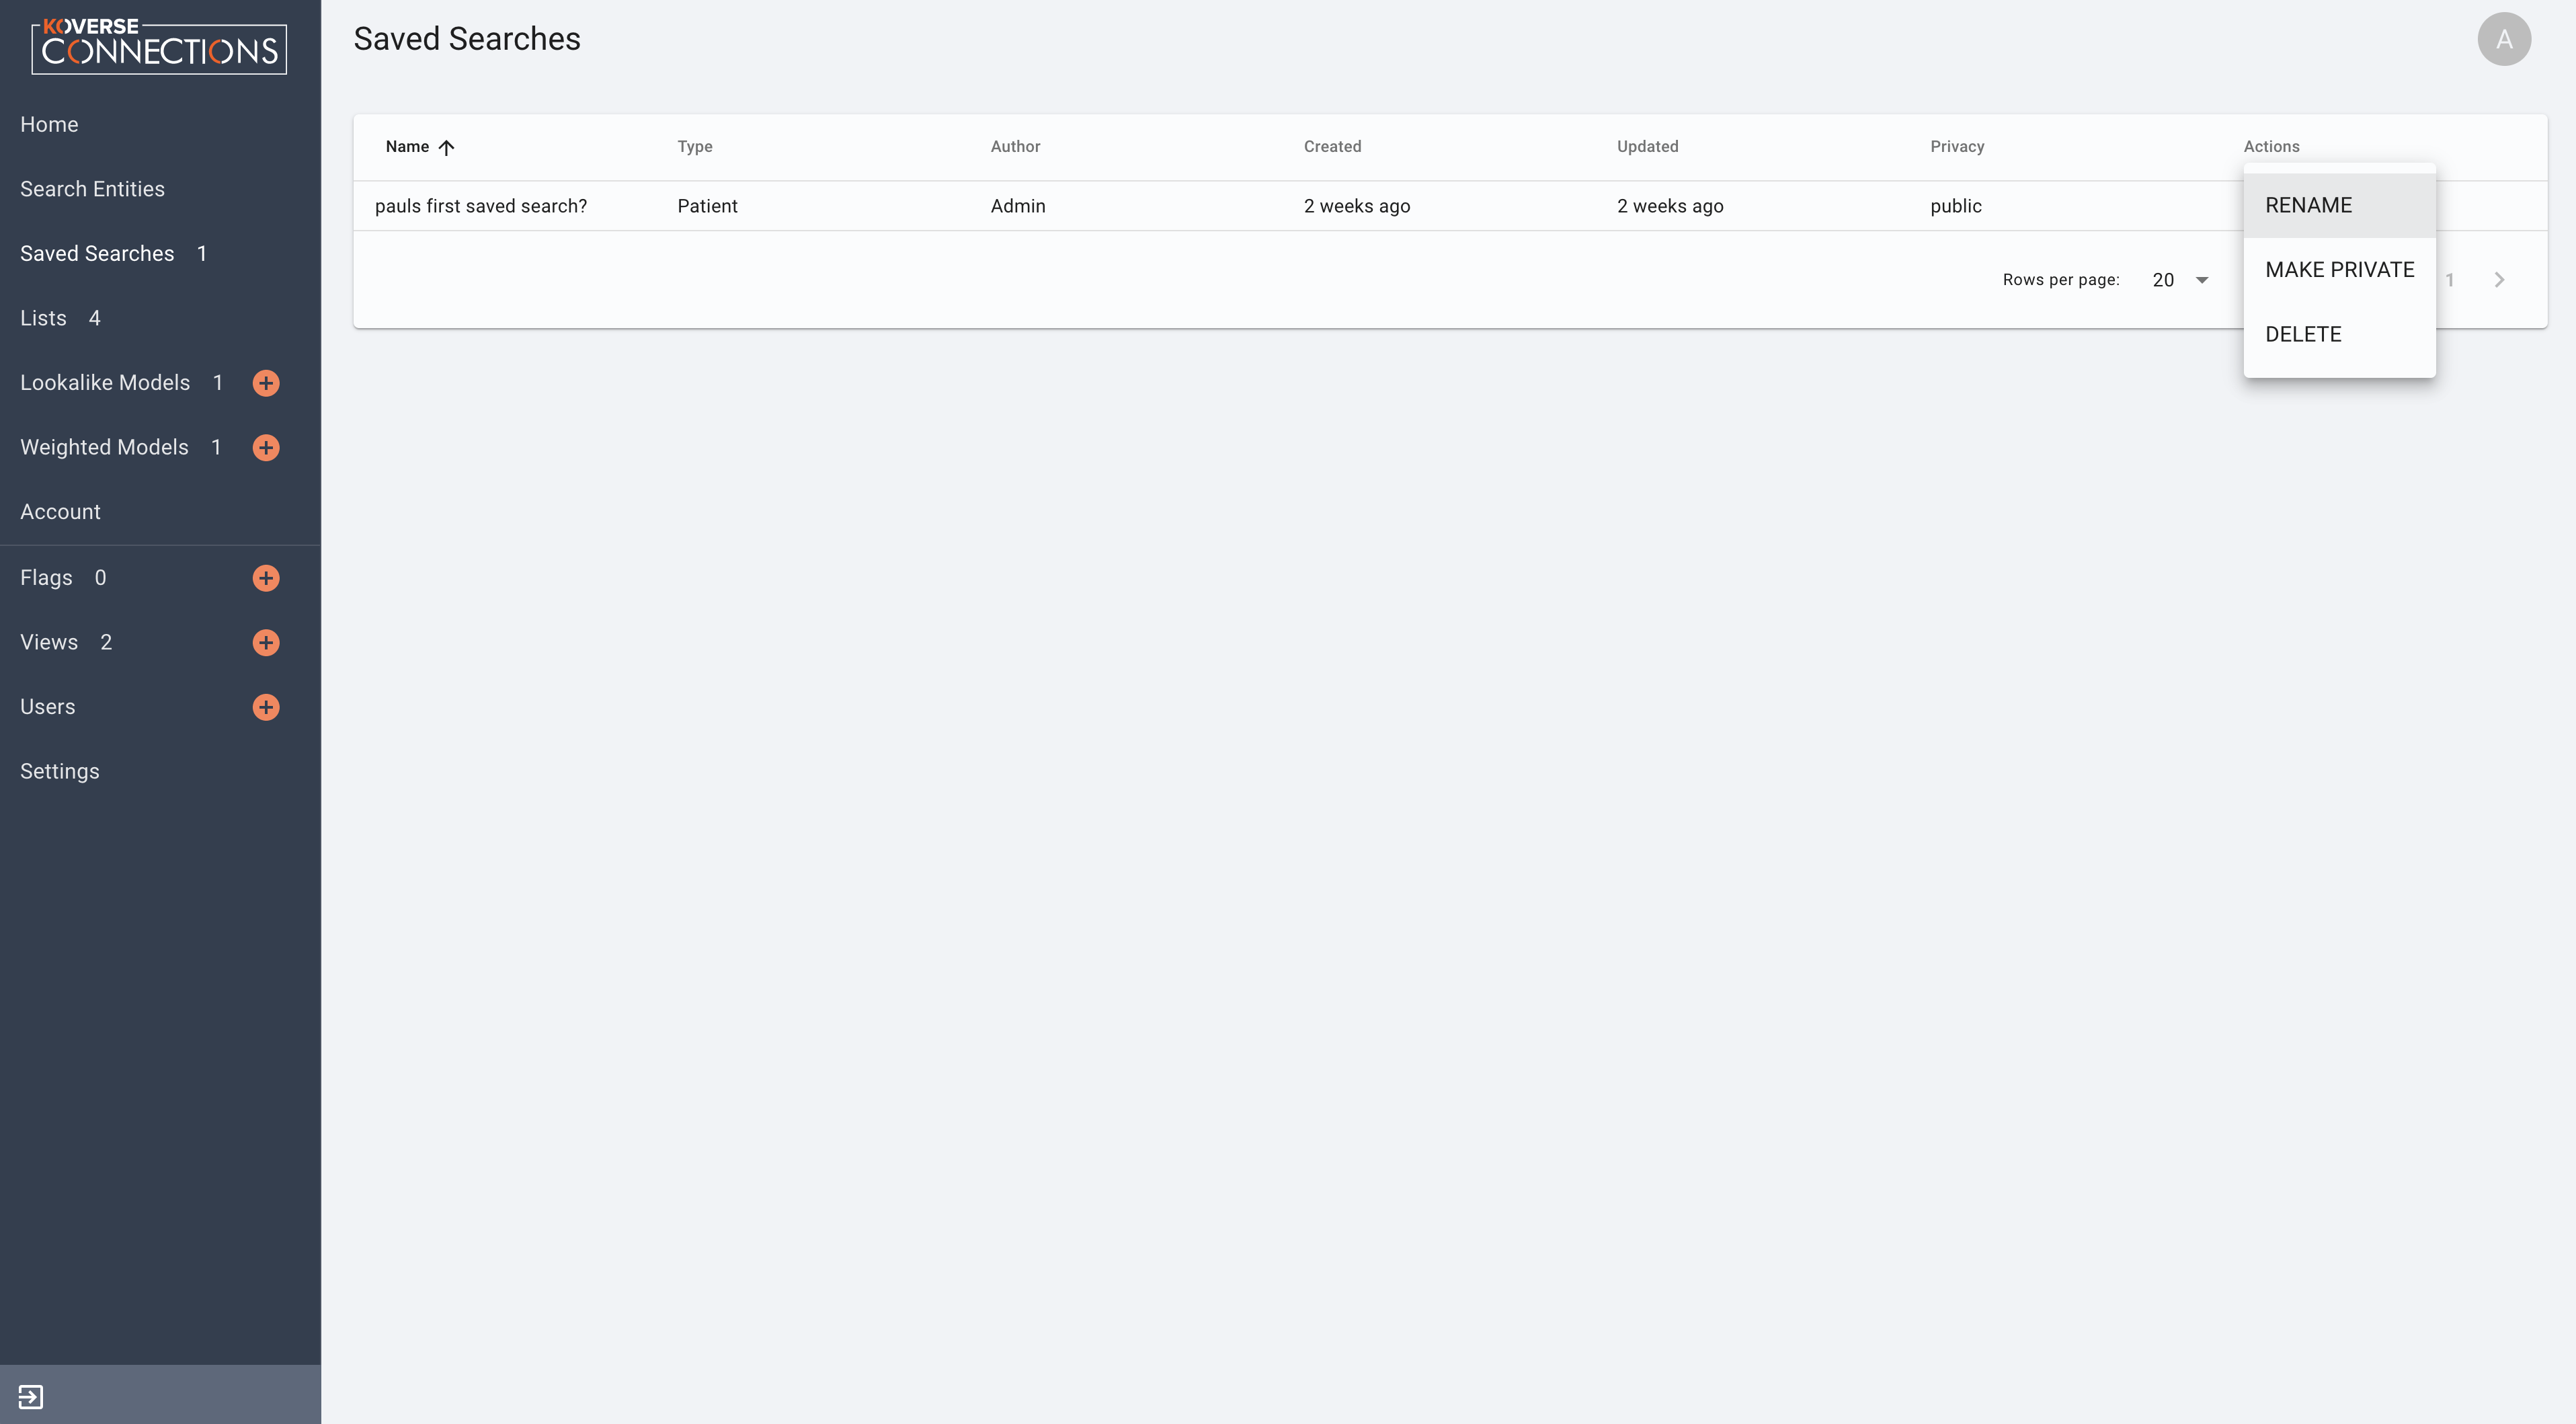 KOVERSE
CONNECTIONS
Home
Search Entities
Saved Searches 1
Lists 4
Lookalike Models 1
Weighted Models 1
Account
Flags 0
Views 2
Users
Settings
Saved Searches
A
Name Type Author Created Updated Privacy Actions
pauls first saved search? Patient Admin 2 weeks ago 2 weeks ago public
RENAME
MAKE PRIVATE
DELETE
Rows per page: 20 1